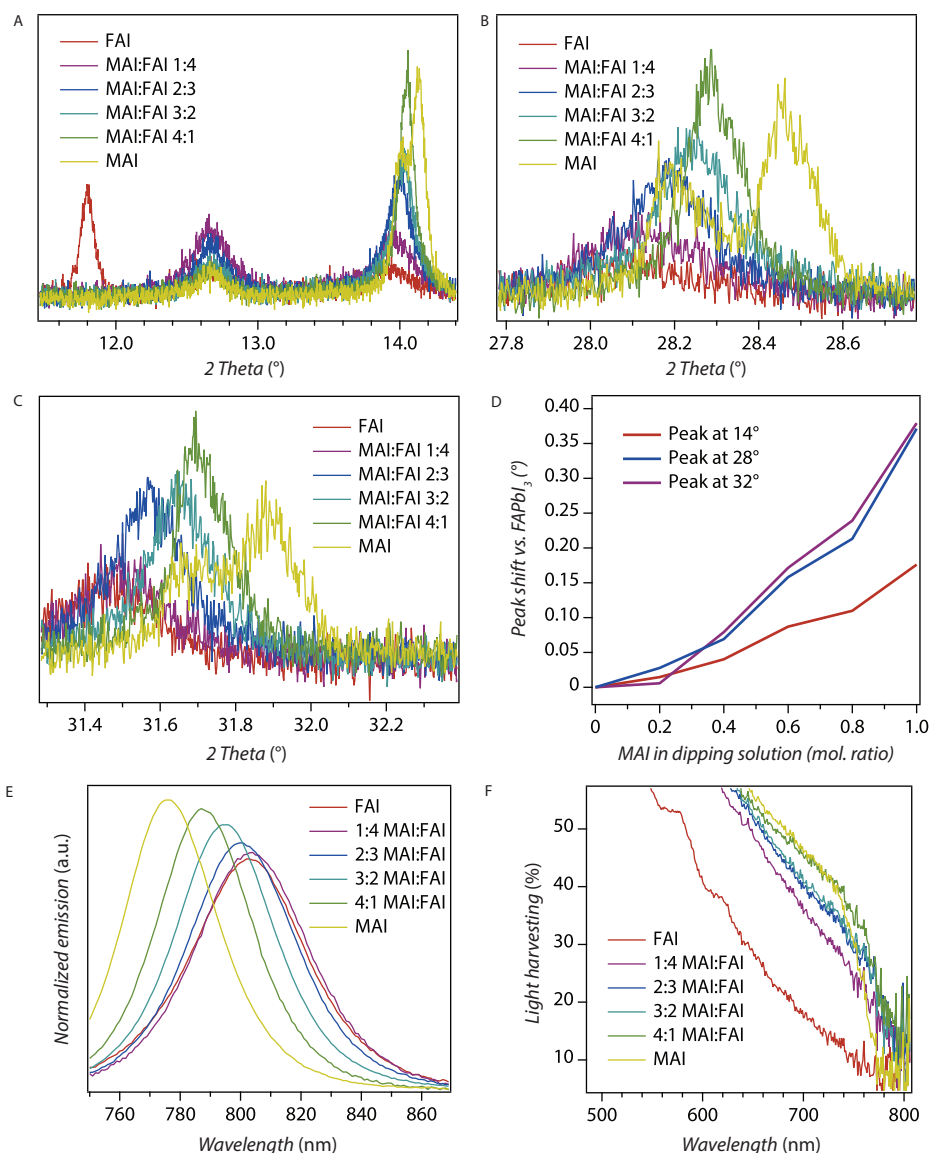 A
FAI
MAI:FAI 1:4
MAI:FAI 2:3
MAI:FAI 3:2
MAI:FAI 4:1
MAI
12.0 13.0 14.0
2 Theta (°)
B
FAI
MAI:FAI 1:4
MAI:FAI 2:3
MAI:FAI 3:2
MAI:FAI 4:1
MAI
27.8 28.0 28.2 28.4 28.6
2 Theta (°)
C
FAI
MAI:FAI 1:4
MAI:FAI 2:3
MAI:FAI 3:2
MAI:FAI 4:1
MAI
31.4 31.6 31.8 32.0 32.2
2 Theta (°)
D
Peak shift vs. FAPbI3 (°)
0.40
0.35
0.25
0.20
0.15
0.10
0.05
0
Peak at 14°
Peak at 28°
Peak at 32°
0 0.2 0.4 0.6 0.8 1.0
MAI in dipping solution (mol. ratio)
E
Normalized emission (a.u.)
FAI
1:4 MAI:FAI
2:3 MAI:FAI
3:2 MAI:FAI
4:1 MAI:FAI
MAI
760 780 800 820 840 860
Wavelength (nm)
F
Light harvesting (%)
50
40
30
20
10
FAI
1:4 MAI:FAI
2:3 MAI:FAI
3:2 MAI:FAI
4:1 MAI:FAI
MAI
500 600 700 800
Wavelength (nm)